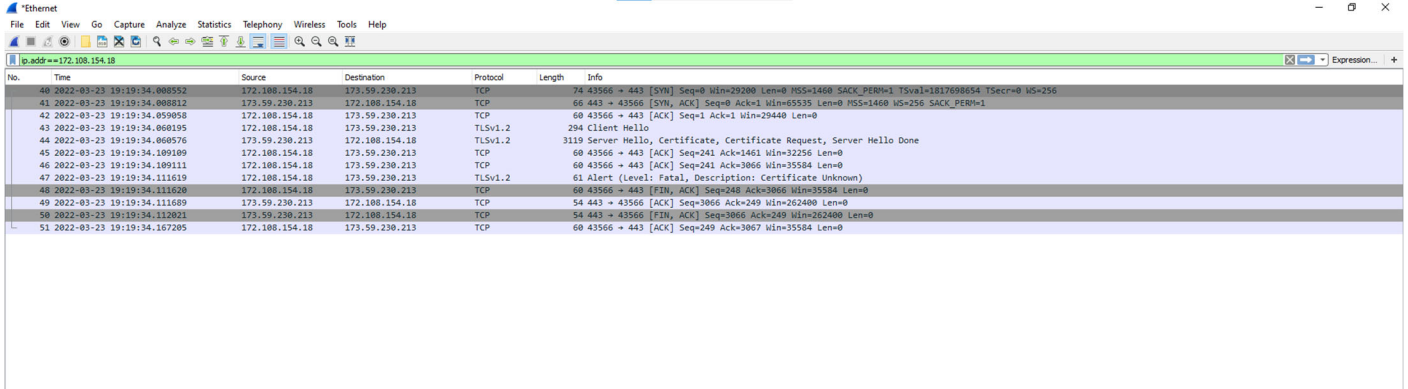 *Ethernet
File Edit View Go Capture Analyze Statistics Telephony Wireless Tools Help
ip.addr==172.108.154.18 Expression... +
No. Time Source Destination Protocol Length Info
40 2022-03-23 19:19:34.008552 172.108.154.18 173.59.230.213 TCP 74 43566 → 443 [SYN] Seq=0 Win=29200 Len=0 MSS=1460 SACK_PERM=1 TSval=1817698654 TSecr=0 WS=256
41 2022-03-23 19:19:34.008812 173.59.230.213 172.108.154.18 TCP 66 443 → 43566 [SYN, ACK] Seq=0 Ack=1 Win=65535 Len=0 MSS=1460 WS=256 SACK_PERM=1
42 2022-03-23 19:19:34.059058 172.108.154.18 173.59.230.213 TCP 60 43566 → 443 [ACK] Seq=1 Ack=1 Win=29440 Len=0
43 2022-03-23 19:19:34.060195 172.108.154.18 173.59.230.213 TLSv1.2 294 Client Hello
44 2022-03-23 19:19:34.060576 173.59.230.213 172.108.154.18 TLSv1.2 3119 Server Hello, Certificate, Certificate Request, Server Hello Done
45 2022-03-23 19:19:34.109109 172.108.154.18 173.59.230.213 TCP 60 43566 → 443 [ACK] Seq=241 Ack=1461 Win=32256 Len=0
46 2022-03-23 19:19:34.109111 172.108.154.18 173.59.230.213 TCP 60 43566 → 443 [ACK] Seq=241 Ack=3066 Win=35584 Len=0
47 2022-03-23 19:19:34.111619 172.108.154.18 173.59.230.213 TLSv1.2 61 Alert (Level: Fatal, Description: Certificate Unknown)
48 2022-03-23 19:19:34.111620 172.108.154.18 173.59.230.213 TCP 60 43566 → 443 [FIN, ACK] Seq=248 Ack=3066 Win=35584 Len=0
49 2022-03-23 19:19:34.111689 173.59.230.213 172.108.154.18 TCP 54 443 → 43566 [ACK] Seq=3066 Ack=249 Win=262400 Len=0
50 2022-03-23 19:19:34.112021 173.59.230.213 172.108.154.18 TCP 54 443 → 43566 [FIN, ACK] Seq=3066 Ack=249 Win=262400 Len=0
51 2022-03-23 19:19:34.167205 172.108.154.18 173.59.230.213 TCP 60 43566 → 443 [ACK] Seq=249 Ack=3067 Win=35584 Len=0